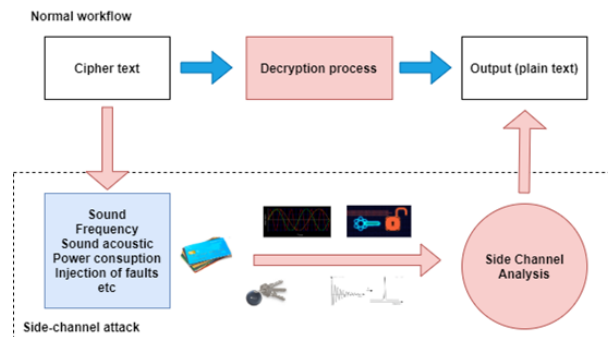 Normal workflow
Cipher text
Decryption process
Output (plain text)
Sound
Frequency
Sound acoustic
Power consuption
Injection of faults
etc
Side Channel
Analysis
Side-channel attack